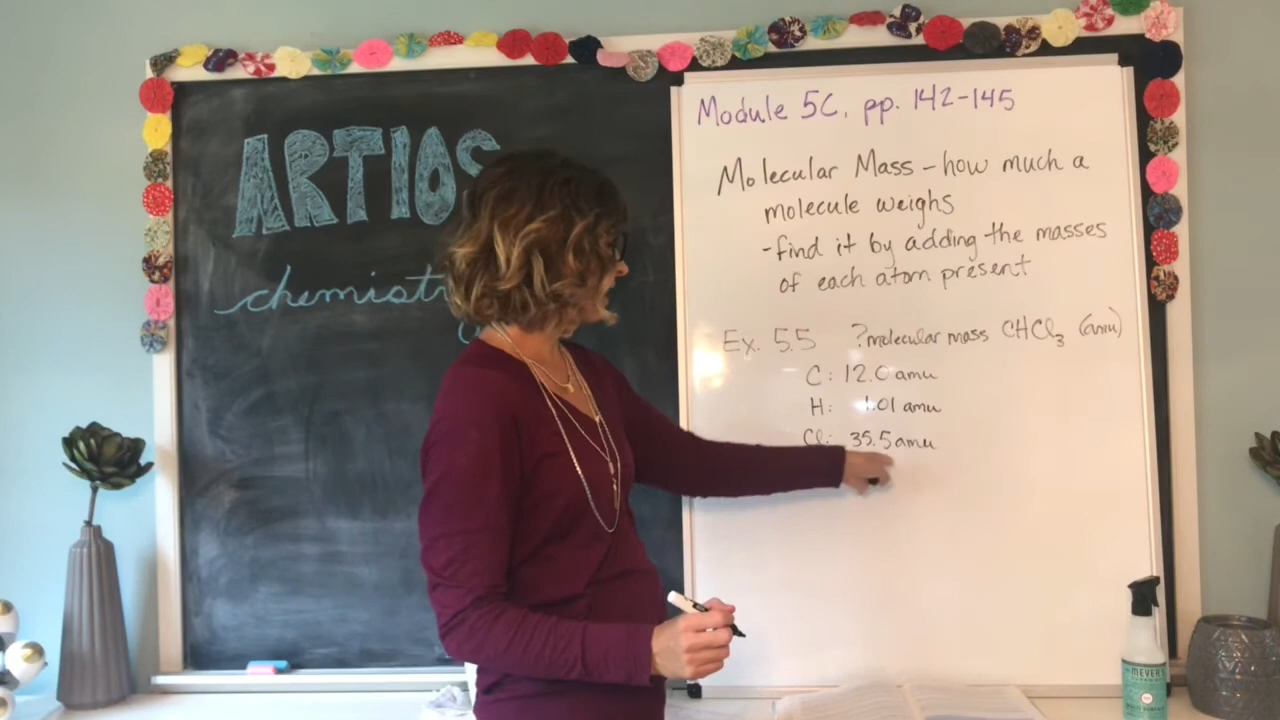 ARTIOS
chemistr
Module 5C, pp. 142-145
Molecular Mass - how much a
molecule weighs
- find it by adding the masses
of each atom present
Ex. 5.5 ?molecular mass CHCl₃ (amu)
C: 12.0 amu
H: 1.01 amu
Cl: 35.5 amu
MEYER'S